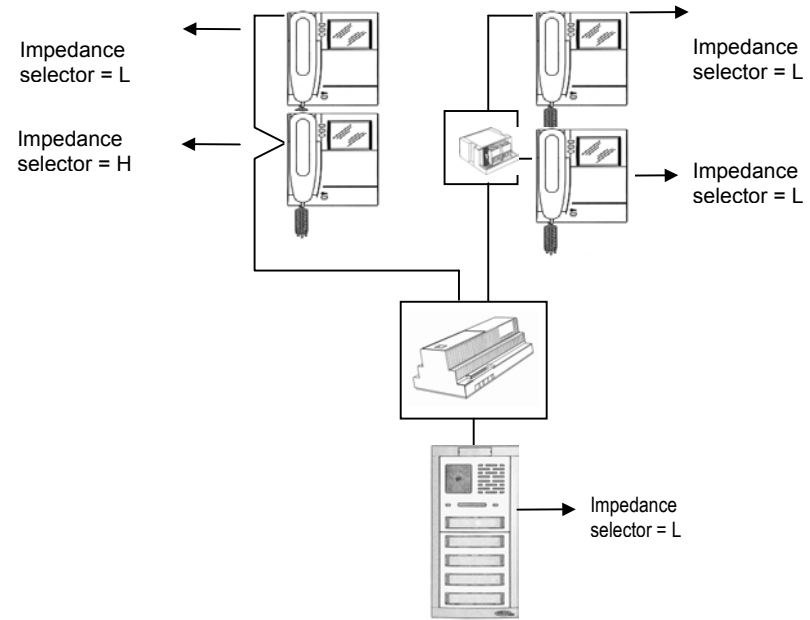 Impedance
selector = L
Impedance
selector = H
Impedance
selector = L
Impedance
selector = L
Impedance
selector = L